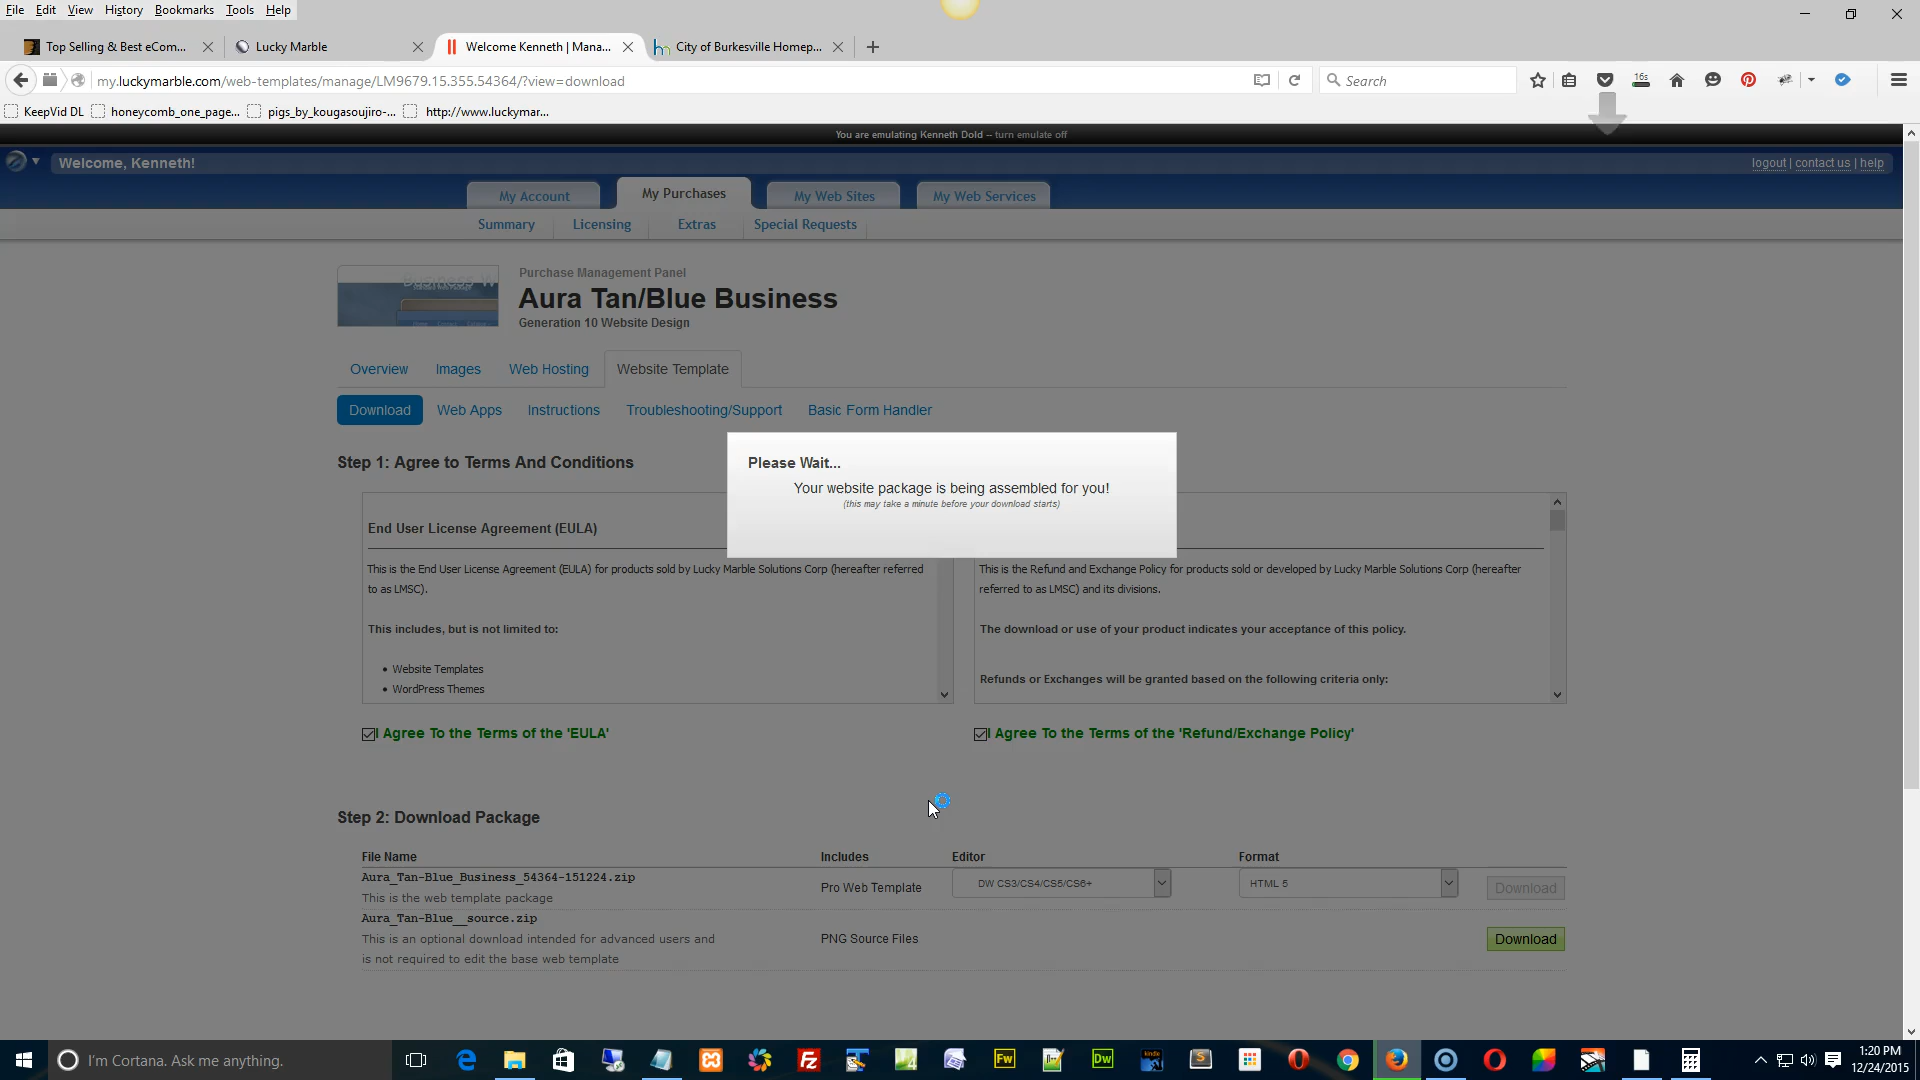 File Edit View History Bookmarks Tools Help
Top Selling & Best eCom...
Lucky Marble
Welcome Kenneth | Mana...
City of Burkesville Homep...
my.luckymarble.com/web-templates/manage/LM9679.15.355.54364/?view=download
Search
16s
KeepVid DL
honeycomb_one_page...
pigs_by_kougasoujiro-...
http://www.luckymar...
You are emulating Kenneth Dold -- turn emulate off
Welcome, Kenneth!
logout | contact us | help
My Account
My Purchases
My Web Sites
My Web Services
Summary
Licensing
Extras
Special Requests
Purchase Management Panel
Aura Tan/Blue Business
Generation 10 Website Design
Overview
Images
Web Hosting
Website Template
Download
Web Apps
Instructions
Troubleshooting/Support
Basic Form Handler
Please Wait...
Your website package is being assembled for you!
(this may take a minute before your download starts)
Step 1: Agree to Terms And Conditions
End User License Agreement (EULA)
This is the End User License Agreement (EULA) for products sold by Lucky Marble Solutions Corp (hereafter referred
to as LMSC).
This includes, but is not limited to:
• Website Templates
• WordPress Themes
This is the Refund and Exchange Policy for products sold or developed by Lucky Marble Solutions Corp (hereafter
referred to as LMSC) and its divisions.
The download or use of your product indicates your acceptance of this policy.
Refunds or Exchanges will be granted based on the following criteria only:
I Agree To the Terms of the 'EULA'
I Agree To the Terms of the 'Refund/Exchange Policy'
Step 2: Download Package
File Name
Includes
Editor
Format
Aura_Tan-Blue_Business_54364-151224.zip
This is the web template package
Pro Web Template
DW CS3/CS4/CS5/CS6+
HTML 5
Download
Aura_Tan-Blue__source.zip
This is an optional download intended for advanced users and
is not required to edit the base web template
PNG Source Files
Download
I'm Cortana. Ask me anything.
Fw
Dw
kindle
1:20 PM
12/24/2015